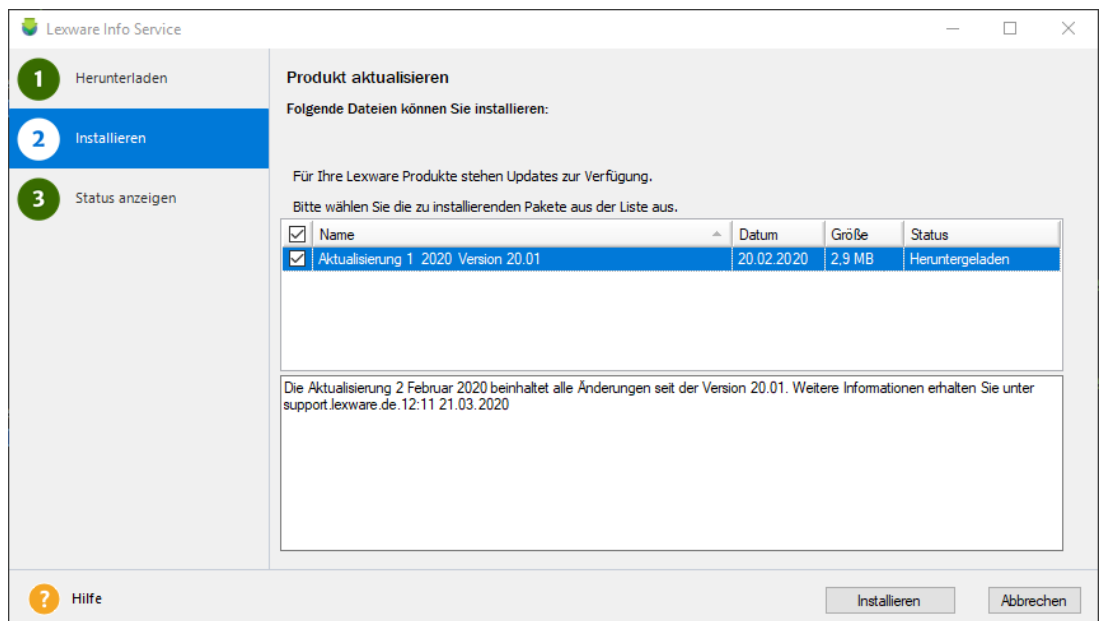 Lexware Info Service
1 Herunterladen
2 Installieren
3 Status anzeigen
Produkt aktualisieren
Folgende Dateien können Sie installieren:
Für Ihre Lexware Produkte stehen Updates zur Verfügung.
Bitte wählen Sie die zu installierenden Pakete aus der Liste aus.
Name Datum Größe Status
Aktualisierung 1 2020 Version 20.01 20.02.2020 2,9 MB Heruntergeladen
Die Aktualisierung 2 Februar 2020 beinhaltet alle Änderungen seit der Version 20.01. Weitere Informationen erhalten Sie unter
support.lexware.de.12:11 21.03.2020
? Hilfe
Installieren Abbrechen